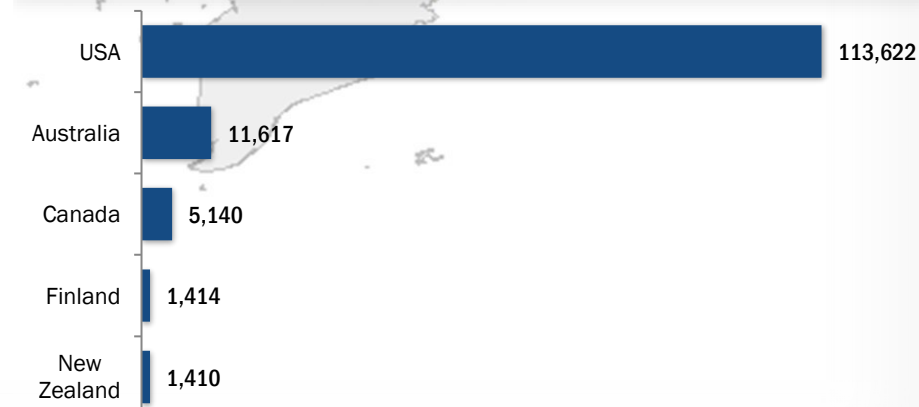 USA 113,622
Australia 11,617
Canada 5,140
Finland 1,414
New
Zealand 1,410